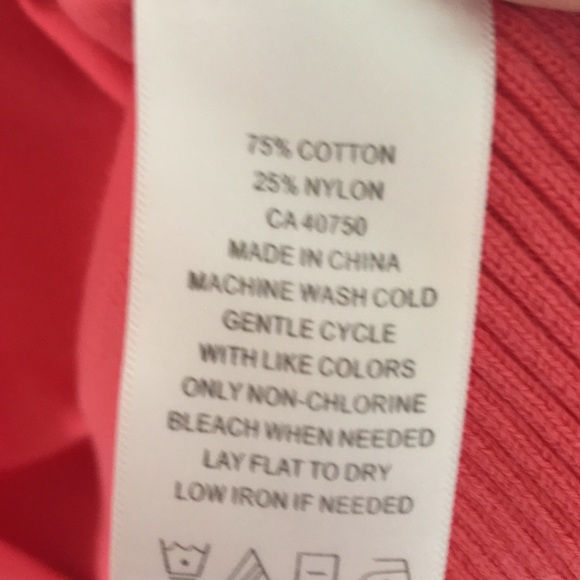 75% COTTON
25% NYLON
CA 40750
MADE IN CHINA
MACHINE WASH COLD
GENTLE CYCLE
WITH LIKE COLORS
ONLY NON-CHLORINE
BLEACH WHEN NEEDED
LAY FLAT TO DRY
LOW IRON IF NEEDED